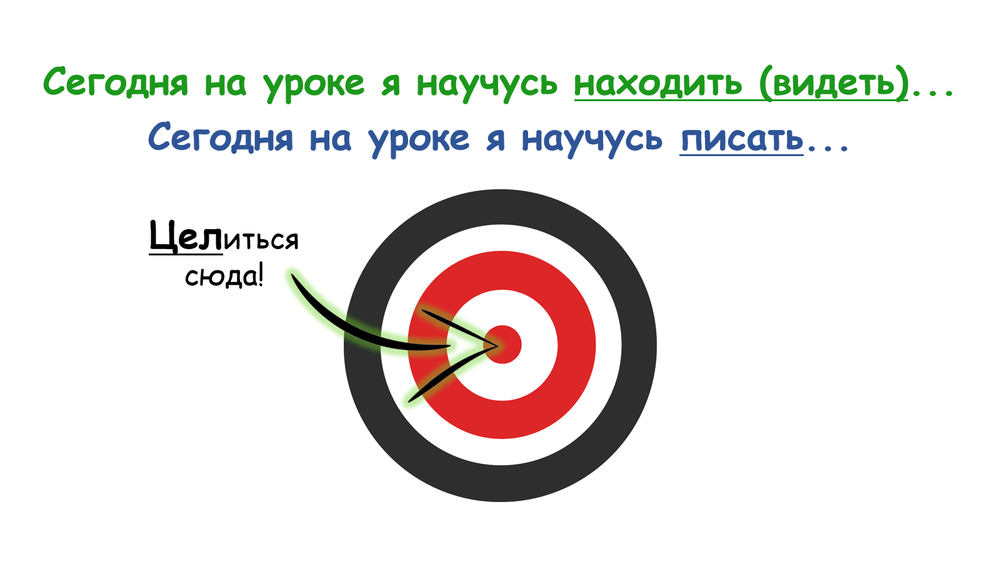 Сегодня на уроке я научусь находить (видеть)...
Сегодня на уроке я научусь писать...
Целиться
сюда!